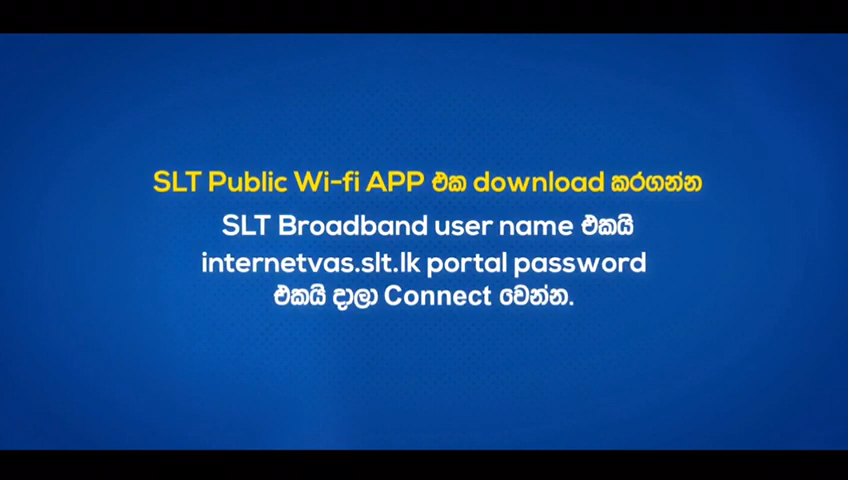 SLT Public Wi-fi APP එක download කරගන්න
SLT Broadband user name එකයි
internetvas.slt.lk portal password
එකයි දාලා Connect වෙන්න.